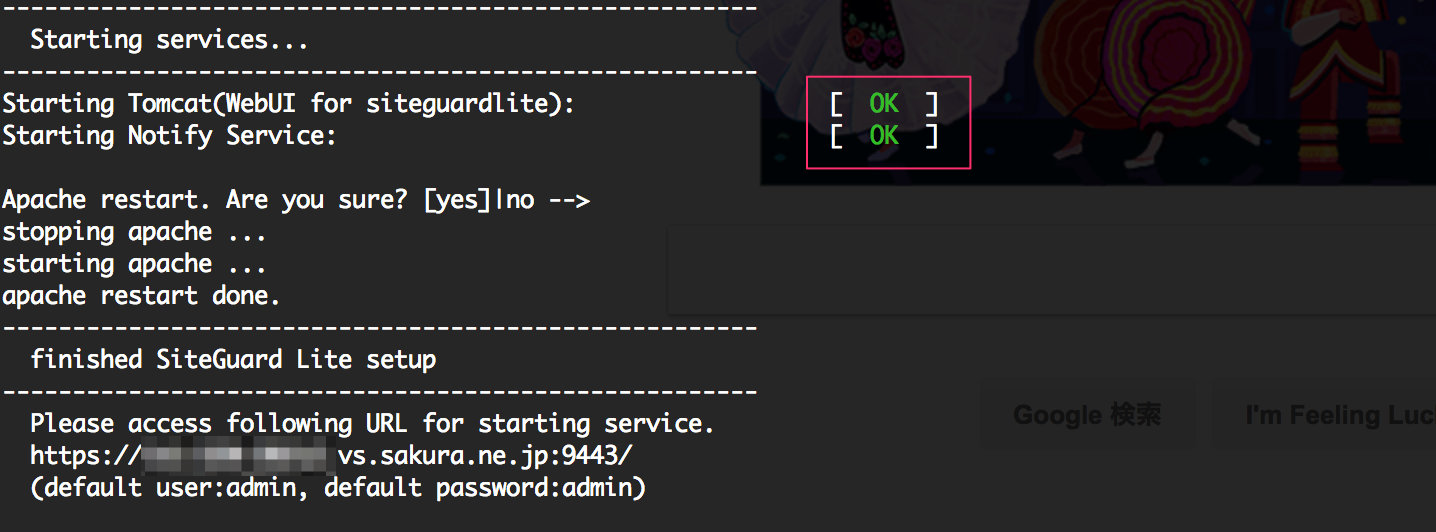 ------------------------------------------------------
Starting services...
------------------------------------------------------
Starting Tomcat(WebUI for siteguardlite): [ OK ]
Starting Notify Service: [ OK ]
Apache restart. Are you sure? [yes]|no -->
stopping apache ...
starting apache ...
apache restart done.
------------------------------------------------------
finished SiteGuard Lite setup
------------------------------------------------------
Please access following URL for starting service.
https:// vs.sakura.ne.jp:9443/
(default user:admin, default password:admin)
Google 検索
I'm Feeling Luc